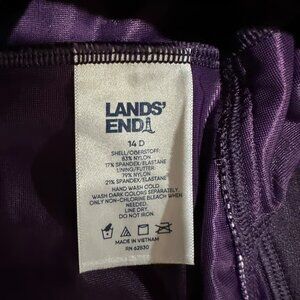 LANDS'
END
14 D
SHELL/OBERSTOFF:
83% NYLON
17% SPANDEX/ELASTANE
LINING/FUTTER:
79% NYLON
21% SPANDEX/ELASTANE
HAND WASH COLD
WASH DARK COLORS SEPARATELY.
ONLY NON-CHLORINE BLEACH WHEN
NEEDED.
LINE DRY.
DO NOT IRON.
MADE IN VIETNAM
RN 62830